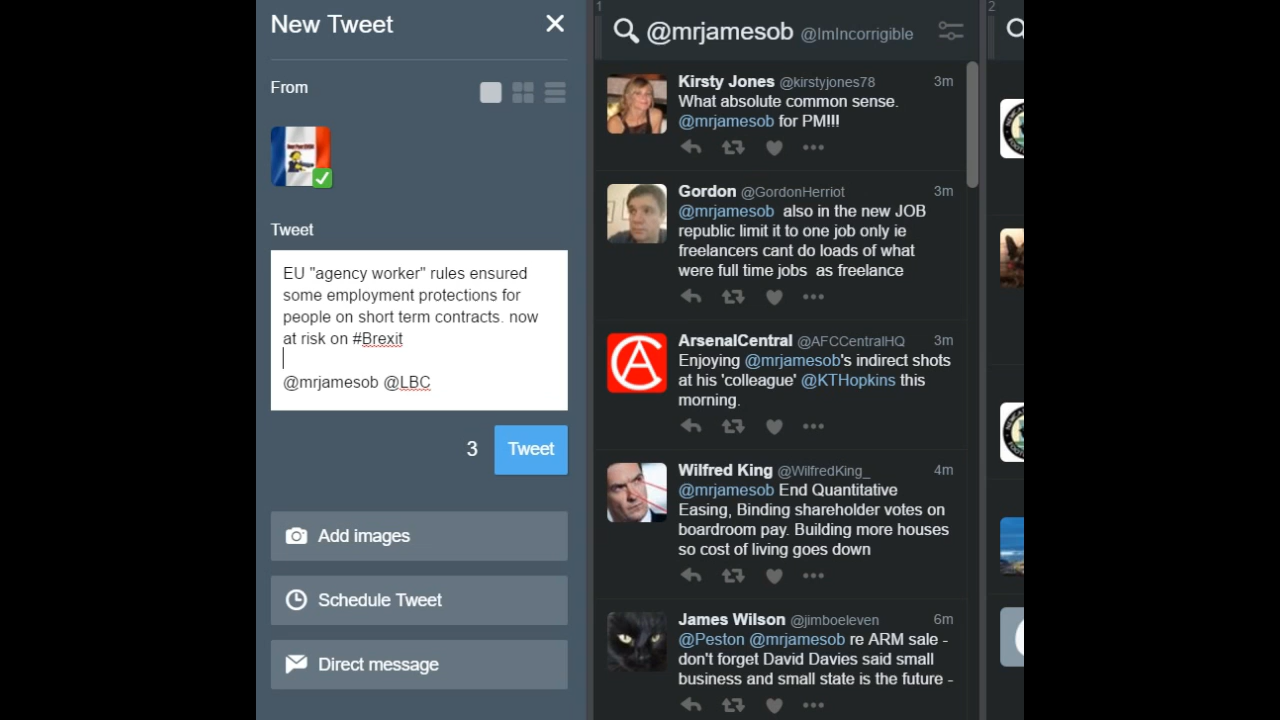 New Tweet
From
Tweet
EU "agency worker" rules ensured
some employment protections for
people on short term contracts. now
at risk on #Brexit
@mrjamesob @LBC
3
Tweet
Add images
Schedule Tweet
Direct message
1
@mrjamesob @ImIncorrigible
Kirsty Jones @kirstyjones78 3m
What absolute common sense.
@mrjamesob for PM!!!
Gordon @GordonHerriot 3m
@mrjamesob also in the new JOB
republic limit it to one job only ie
freelancers cant do loads of what
were full time jobs as freelance
ArsenalCentral @AFCCentralHQ 3m
Enjoying @mrjamesob's indirect shots
at his 'colleague' @KTHopkins this
morning.
Wilfred King @WilfredKing_ 4m
@mrjamesob End Quantitative
Easing, Binding shareholder votes on
boardroom pay. Building more houses
so cost of living goes down
James Wilson @jimboeleven 6m
@Peston @mrjamesob re ARM sale -
don't forget David Davies said small
business and small state is the future -
2